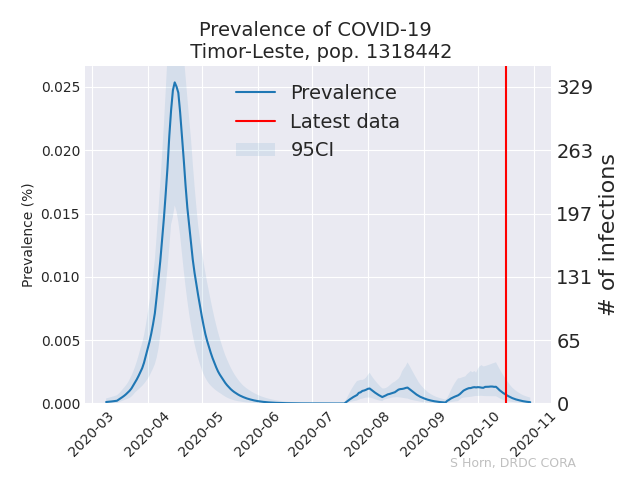 Prevalence of COVID-19
Timor-Leste, pop. 1318442
Prevalence
Latest data
95CI
Prevalence (%)
0.025
0.020
0.015
0.010
0.005
0.000
329
263
197
131
65
0
# of infections
2020-03
2020-04
2020-05
2020-06
2020-07
2020-08
2020-09
2020-10
2020-11
S Horn, DRDC CORA